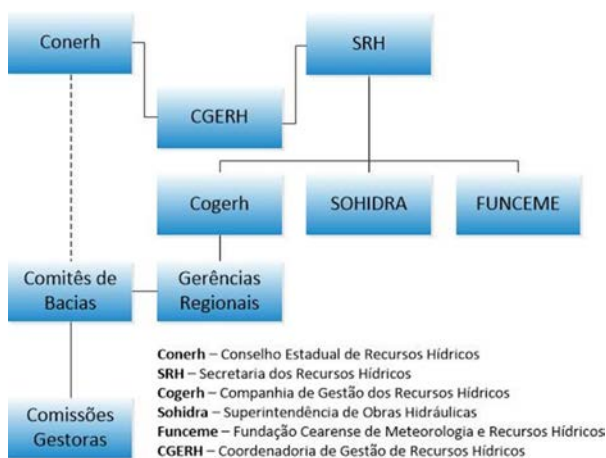 Conerh
SRH
CGERH
Cogerh
SOHIDRA
FUNCEME
Comitês de
Bacias
Gerências
Regionais
Comissões
Gestoras
Conerh – Conselho Estadual de Recursos Hídricos
SRH – Secretaria dos Recursos Hídricos
Cogerh – Companhia de Gestão dos Recursos Hídricos
Sohidra – Superintendência de Obras Hidráulicas
Funceme – Fundação Cearense de Meteorologia e Recursos Hídricos
CGERH – Coordenadoria de Gestão de Recursos Hídricos